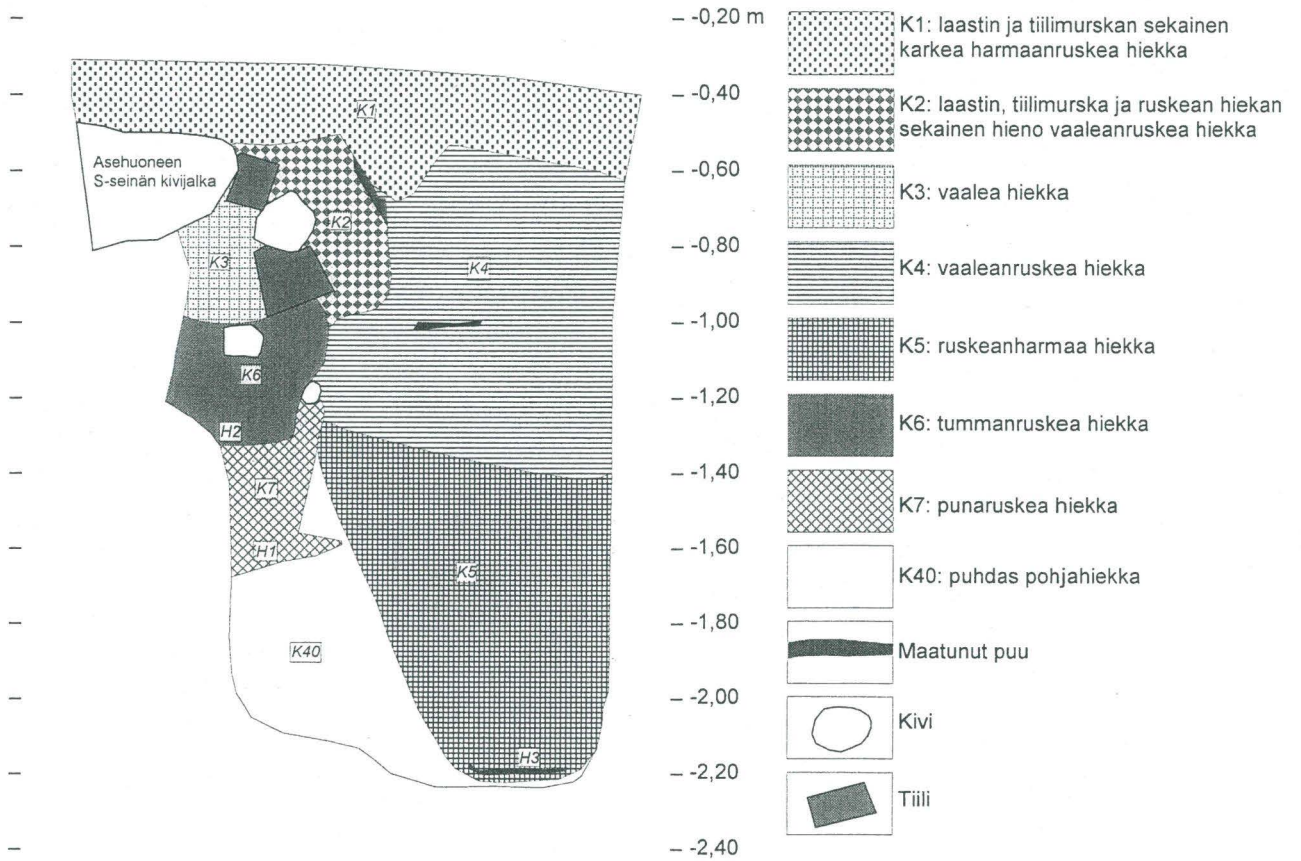 -0,20 m
-0,40
-0,60
-0,80
-1,00
-1,20
-1,40
-1,60
-1,80
-2,00
-2,20
-2,40
K1
Asehuoneen
S-seinän kivijalka
K2
K3
K4
K6
H2
K7
H1
K5
K40
H3
K1: laastin ja tiilimurskan sekainen
karkea harmaanruskea hiekka
K2: laastin, tiilimurska ja ruskean hiekan
sekainen hieno vaaleanruskea hiekka
K3: vaalea hiekka
K4: vaaleanruskea hiekka
K5: ruskeanharmaa hiekka
K6: tummanruskea hiekka
K7: punaruskea hiekka
K40: puhdas pohjahiekka
Maatunut puu
Kivi
Tiili